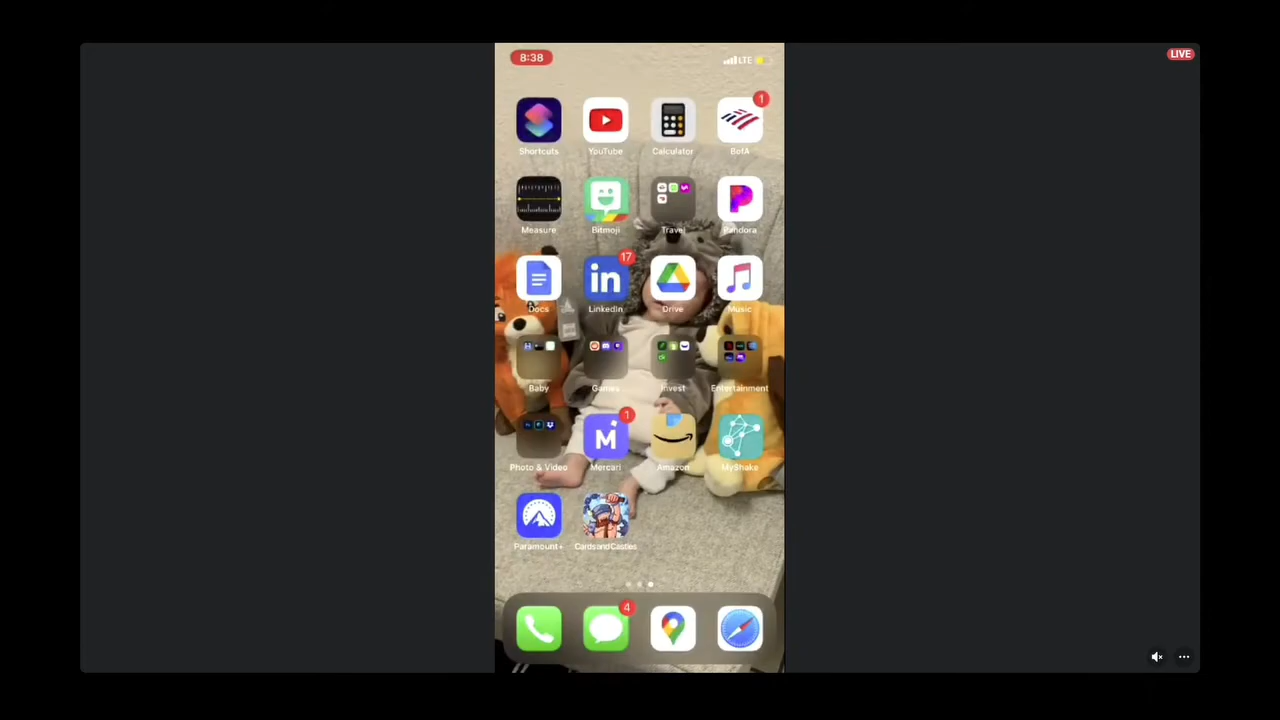 8:38
LTE
LIVE
1
Shortcuts
YouTube
Calculator
BofA
Measure
Bitmoji
Travel
Pandora
17
Docs
LinkedIn
Drive
Music
Baby
Games
Invest
Entertainment
1
Photo & Video
Mercari
Amazon
MyShake
Paramount+
CardsandCastles
4